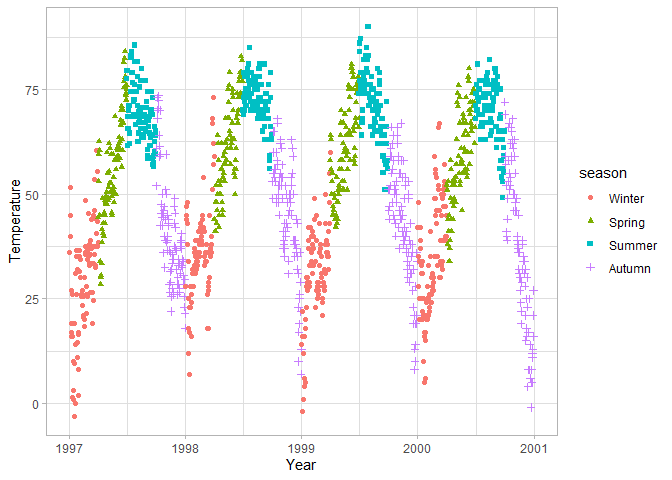 75
50
25
0
Temperature
1997
1998
1999
2000
2001
Year
season
Winter
Spring
Summer
Autumn